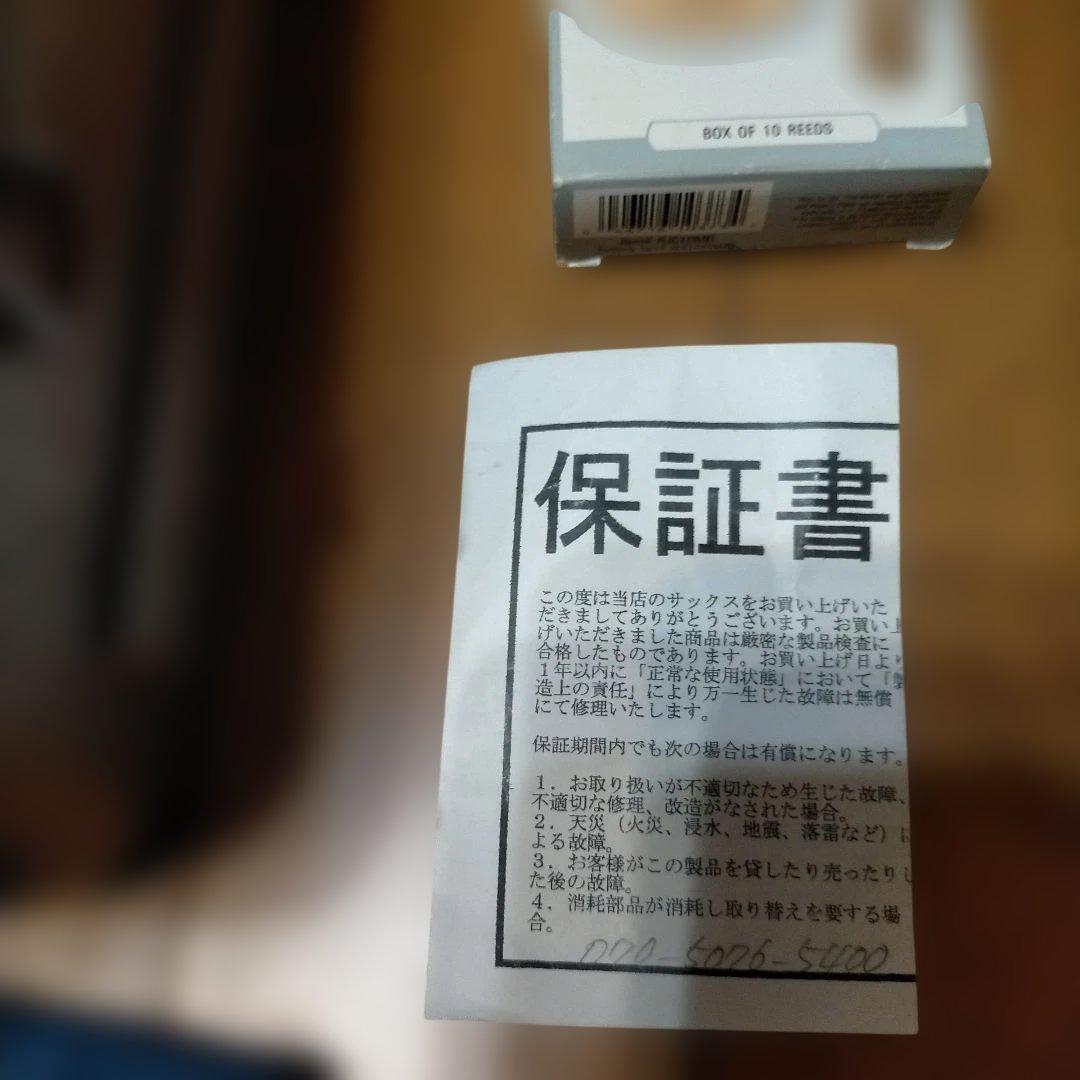 BOX OF 10 REEDS
保証書
この度は当店のサックスをお買い上げいた
だきましてありがとうございます。お買い上
げいただきました商品は厳密な製品検査に
合格したものであります。お買い上げ日より
1年以内に「正常な使用状態」において「製
造上の責任」により万一生じた故障は無償
にて修理いたします。
保証期間内でも次の場合は有償になります。
1．お取り扱いが不適切なため生じた故障、
不適切な修理、改造がなされた場合。
2．天災（火災、浸水、地震、落雷など）に
よる故障。
3．お客様がこの製品を貸したり売ったりし
た後の故障。
4．消耗部品が消耗し取り替えを要する場
合。
070-5076-5400